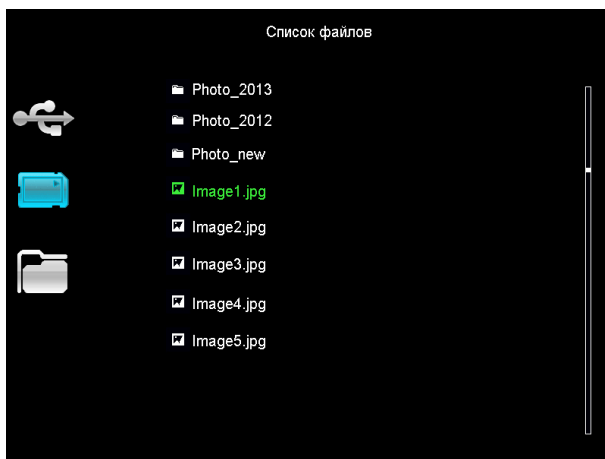 Список файлов
Photo_2013
Photo_2012
Photo_new
Image1.jpg
Image2.jpg
Image3.jpg
Image4.jpg
Image5.jpg